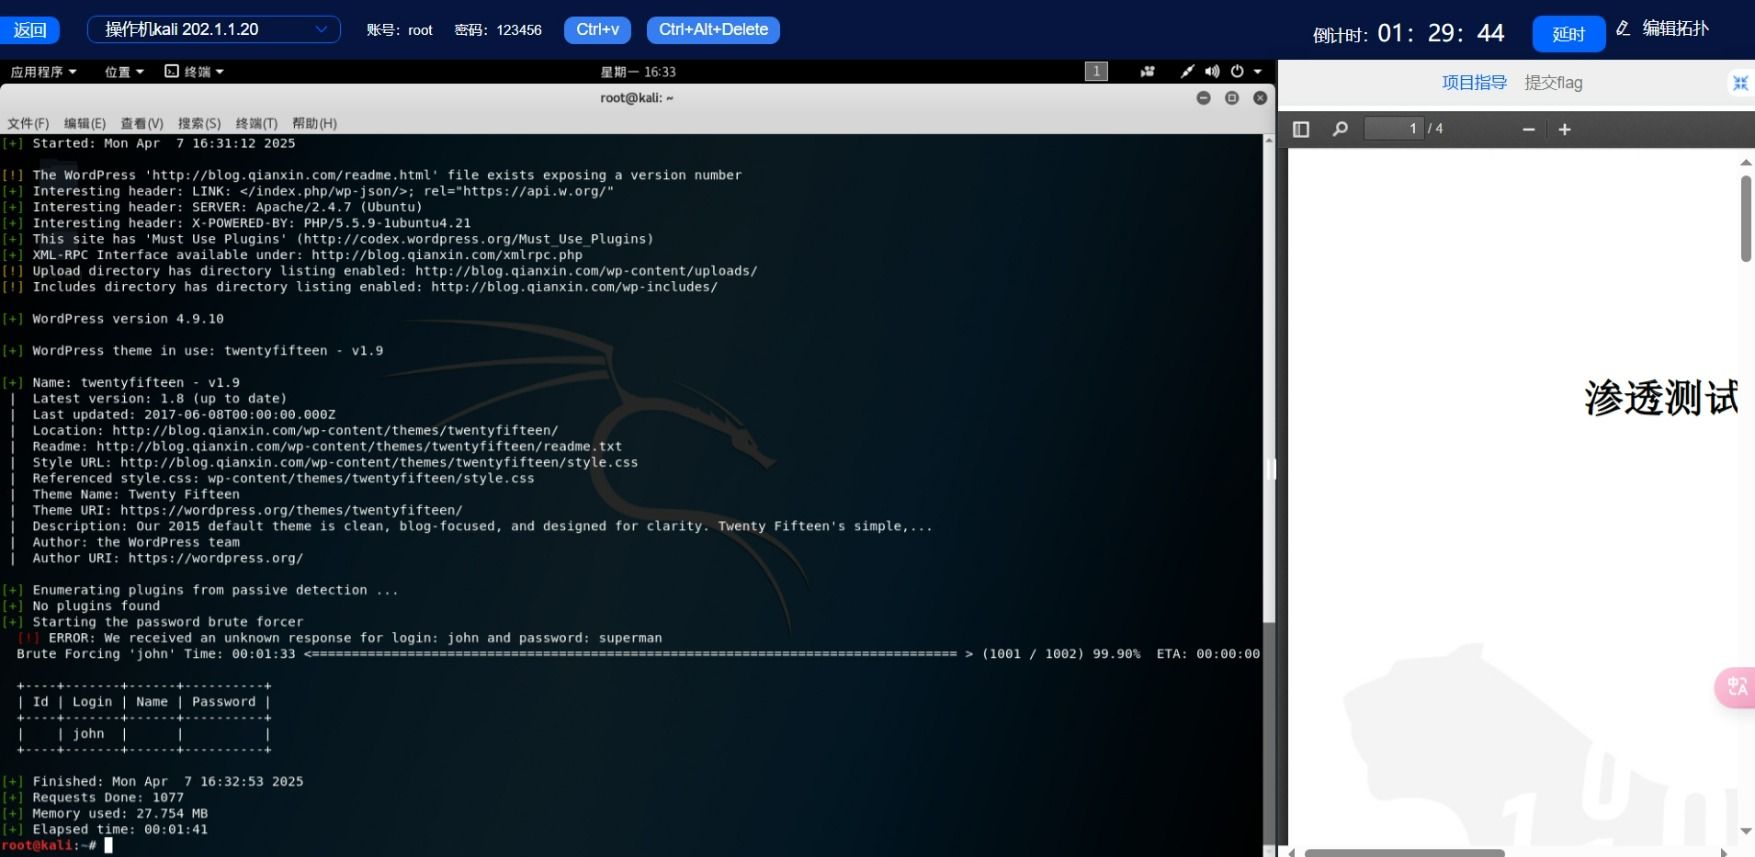 返回
操作机kali 202.1.1.20
账号：root
密码：123456
Ctrl+v
Ctrl+Alt+Delete
倒计时：01：29：44
延时
编辑拓扑
应用程序
位置
终端
星期一 16:33
1
root@kali: ~
文件(F) 编辑(E) 查看(V) 搜索(S) 终端(T) 帮助(H)
[+] Started: Mon Apr  7 16:31:12 2025
[!] The WordPress 'http://blog.qianxin.com/readme.html' file exists exposing a version number
[+] Interesting header: LINK: </index.php/wp-json/>; rel="https://api.w.org/"
[+] Interesting header: SERVER: Apache/2.4.7 (Ubuntu)
[+] Interesting header: X-POWERED-BY: PHP/5.5.9-1ubuntu4.21
[+] This site has 'Must Use Plugins' (http://codex.wordpress.org/Must_Use_Plugins)
[+] XML-RPC Interface available under: http://blog.qianxin.com/xmlrpc.php
[!] Upload directory has directory listing enabled: http://blog.qianxin.com/wp-content/uploads/
[!] Includes directory has directory listing enabled: http://blog.qianxin.com/wp-includes/
[+] WordPress version 4.9.10
[+] WordPress theme in use: twentyfifteen - v1.9
[+] Name: twentyfifteen - v1.9
 |  Latest version: 1.8 (up to date)
 |  Last updated: 2017-06-08T00:00:00.000Z
 |  Location: http://blog.qianxin.com/wp-content/themes/twentyfifteen/
 |  Readme: http://blog.qianxin.com/wp-content/themes/twentyfifteen/readme.txt
 |  Style URL: http://blog.qianxin.com/wp-content/themes/twentyfifteen/style.css
 |  Referenced style.css: wp-content/themes/twentyfifteen/style.css
 |  Theme Name: Twenty Fifteen
 |  Theme URI: https://wordpress.org/themes/twentyfifteen/
 |  Description: Our 2015 default theme is clean, blog-focused, and designed for clarity. Twenty Fifteen's simple,...
 |  Author: the WordPress team
 |  Author URI: https://wordpress.org/
[+] Enumerating plugins from passive detection ...
[+] No plugins found
[+] Starting the password brute forcer
  [!] ERROR: We received an unknown response for login: john and password: superman
  Brute Forcing 'john' Time: 00:01:33 <================================================================================= > (1001 / 1002) 99.90%  ETA: 00:00:00
  +----+-------+------+----------+
  | Id | Login | Name | Password |
  +----+-------+------+----------+
  |    | john  |      |          |
  +----+-------+------+----------+
[+] Finished: Mon Apr  7 16:32:53 2025
[+] Requests Done: 1077
[+] Memory used: 27.754 MB
[+] Elapsed time: 00:01:41
root@kali:~#
项目指导
提交flag
1 / 4
渗透测试
中
A